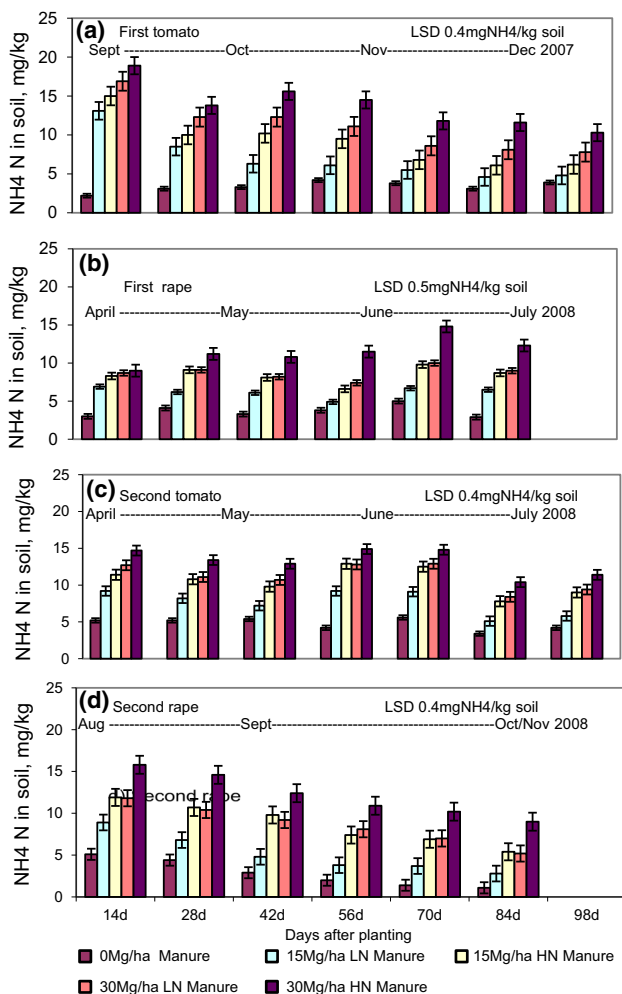 (a)
First tomato
LSD 0.4mgNH4/kg soil
Sept ---------------------Oct------------------------Nov------------------------Dec 2007
NH4 N in soil, mg/kg
25
20
15
10
5
0
(b)
First rape
LSD 0.5mgNH4/kg soil
April --------------------May---------------------------June-----------------------------July 2008
NH4 N in soil, mg/kg
25
20
15
10
5
0
(c)
Second tomato
LSD 0.4mgNH4/kg soil
April --------------------May---------------------------June-----------------------------July 2008
NH4 N in soil, mg/kg
25
20
15
10
5
0
(d)
Second rape
LSD 0.4mgNH4/kg soil
Aug --------------------------Sept--------------------------------------------Oct/Nov 2008
NH4 N in soil, mg/kg
25
20
15
10
5
0
second rape
14d 28d 42d 56d 70d 84d 98d
Days after planting
0Mg/ha Manure 15Mg/ha LN Manure 15Mg/ha HN Manure
30Mg/ha LN Manure 30Mg/ha HN Manure